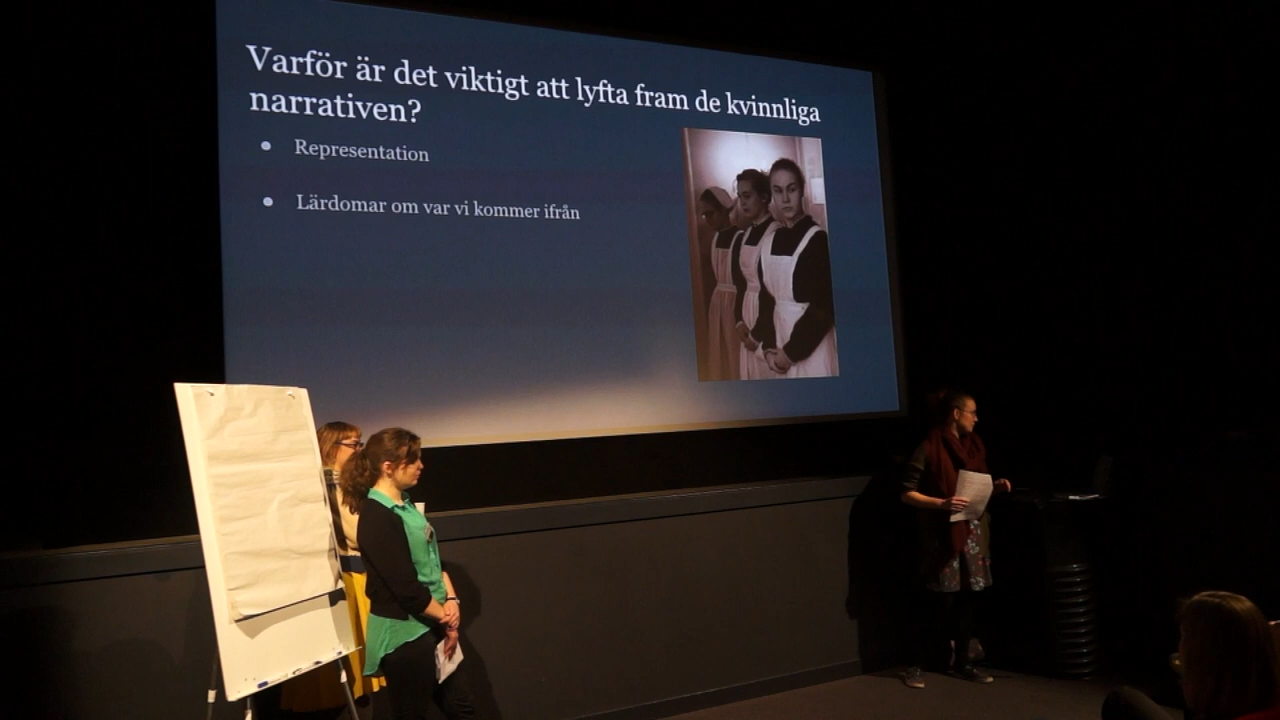 Varför är det viktigt att lyfta fram de kvinnliga
narrativen?
Representation
Lärdomar om var vi kommer ifrån